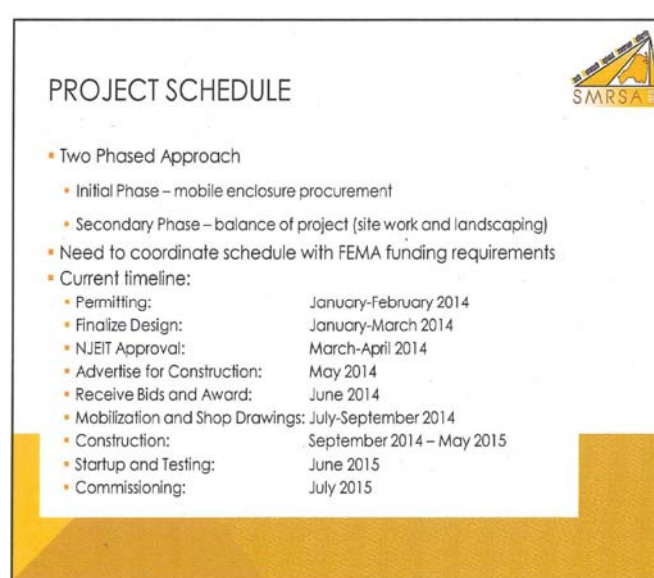 PROJECT SCHEDULE
SMRSA
Two Phased Approach
Initial Phase – mobile enclosure procurement
Secondary Phase – balance of project (site work and landscaping)
Need to coordinate schedule with FEMA funding requirements
Current timeline:
Permitting: January-February 2014
Finalize Design: January-March 2014
NJEIT Approval: March-April 2014
Advertise for Construction: May 2014
Receive Bids and Award: June 2014
Mobilization and Shop Drawings: July-September 2014
Construction: September 2014 – May 2015
Startup and Testing: June 2015
Commissioning: July 2015